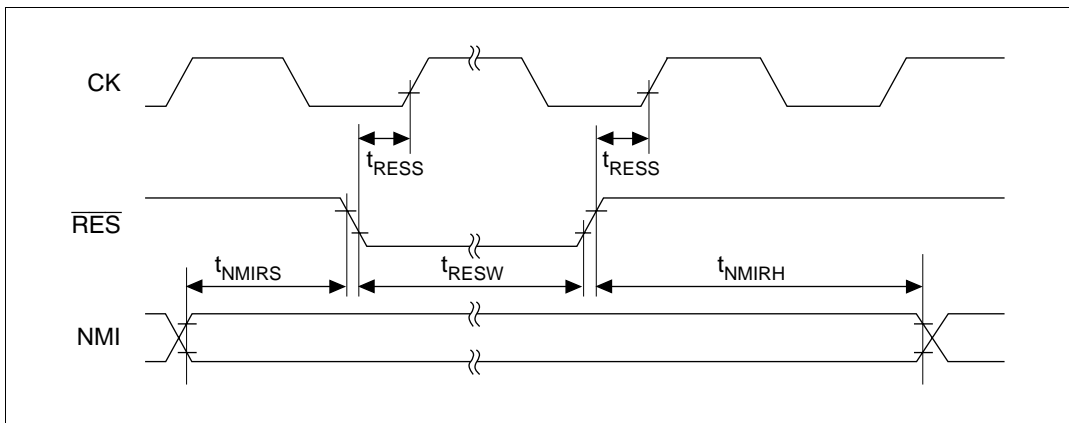 CK
tRESS
tRESS
RES
tNMIRS
tRESW
tNMIRH
NMI